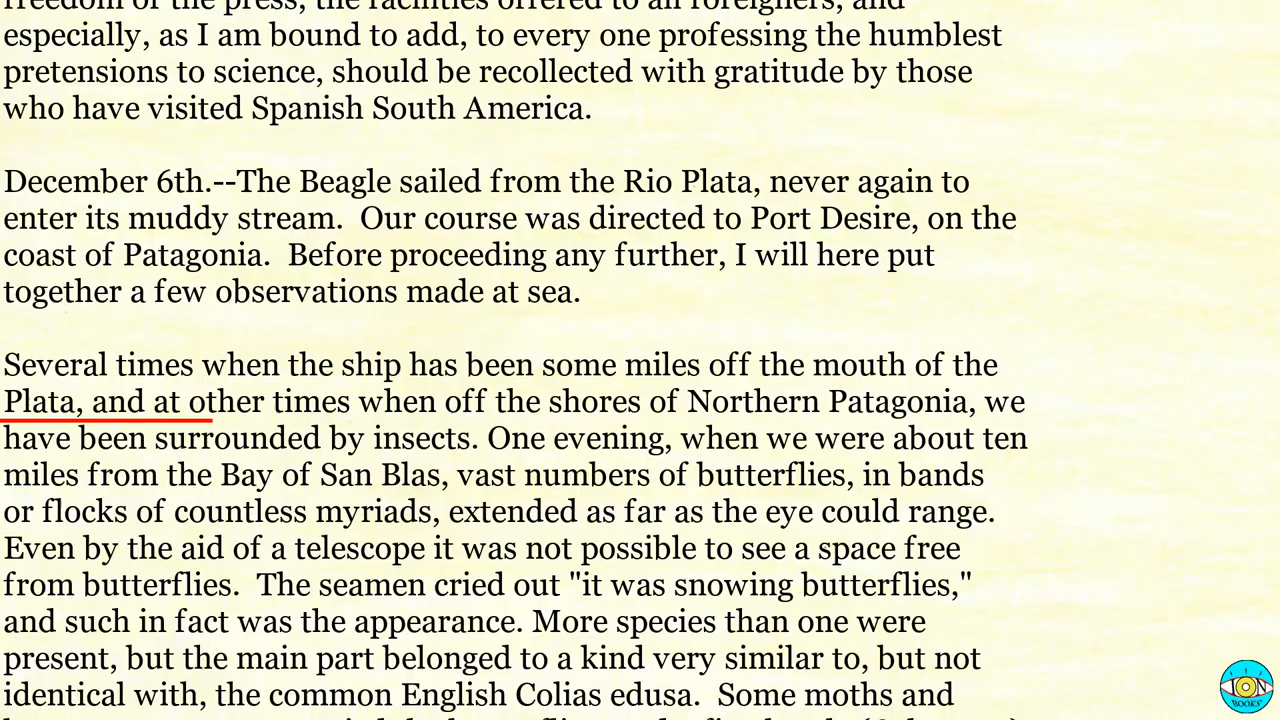 freedom of the press, the facilities offered to all foreigners, and
especially, as I am bound to add, to every one professing the humblest
pretensions to science, should be recollected with gratitude by those
who have visited Spanish South America.
December 6th.--The Beagle sailed from the Rio Plata, never again to
enter its muddy stream.  Our course was directed to Port Desire, on the
coast of Patagonia.  Before proceeding any further, I will here put
together a few observations made at sea.
Several times when the ship has been some miles off the mouth of the
Plata, and at other times when off the shores of Northern Patagonia, we
have been surrounded by insects. One evening, when we were about ten
miles from the Bay of San Blas, vast numbers of butterflies, in bands
or flocks of countless myriads, extended as far as the eye could range.
Even by the aid of a telescope it was not possible to see a space free
from butterflies.  The seamen cried out "it was snowing butterflies,"
and such in fact was the appearance. More species than one were
present, but the main part belonged to a kind very similar to, but not
identical with, the common English Colias edusa.  Some moths and
ION
BOOKS